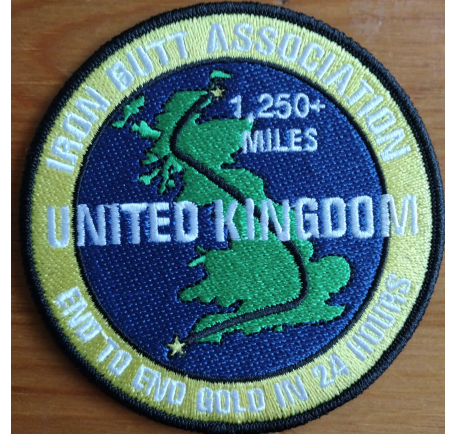 IRON BUTT ASSOCIATION
1,250+
MILES
UNITED KINGDOM
END TO END GOLD IN 24 HOURS